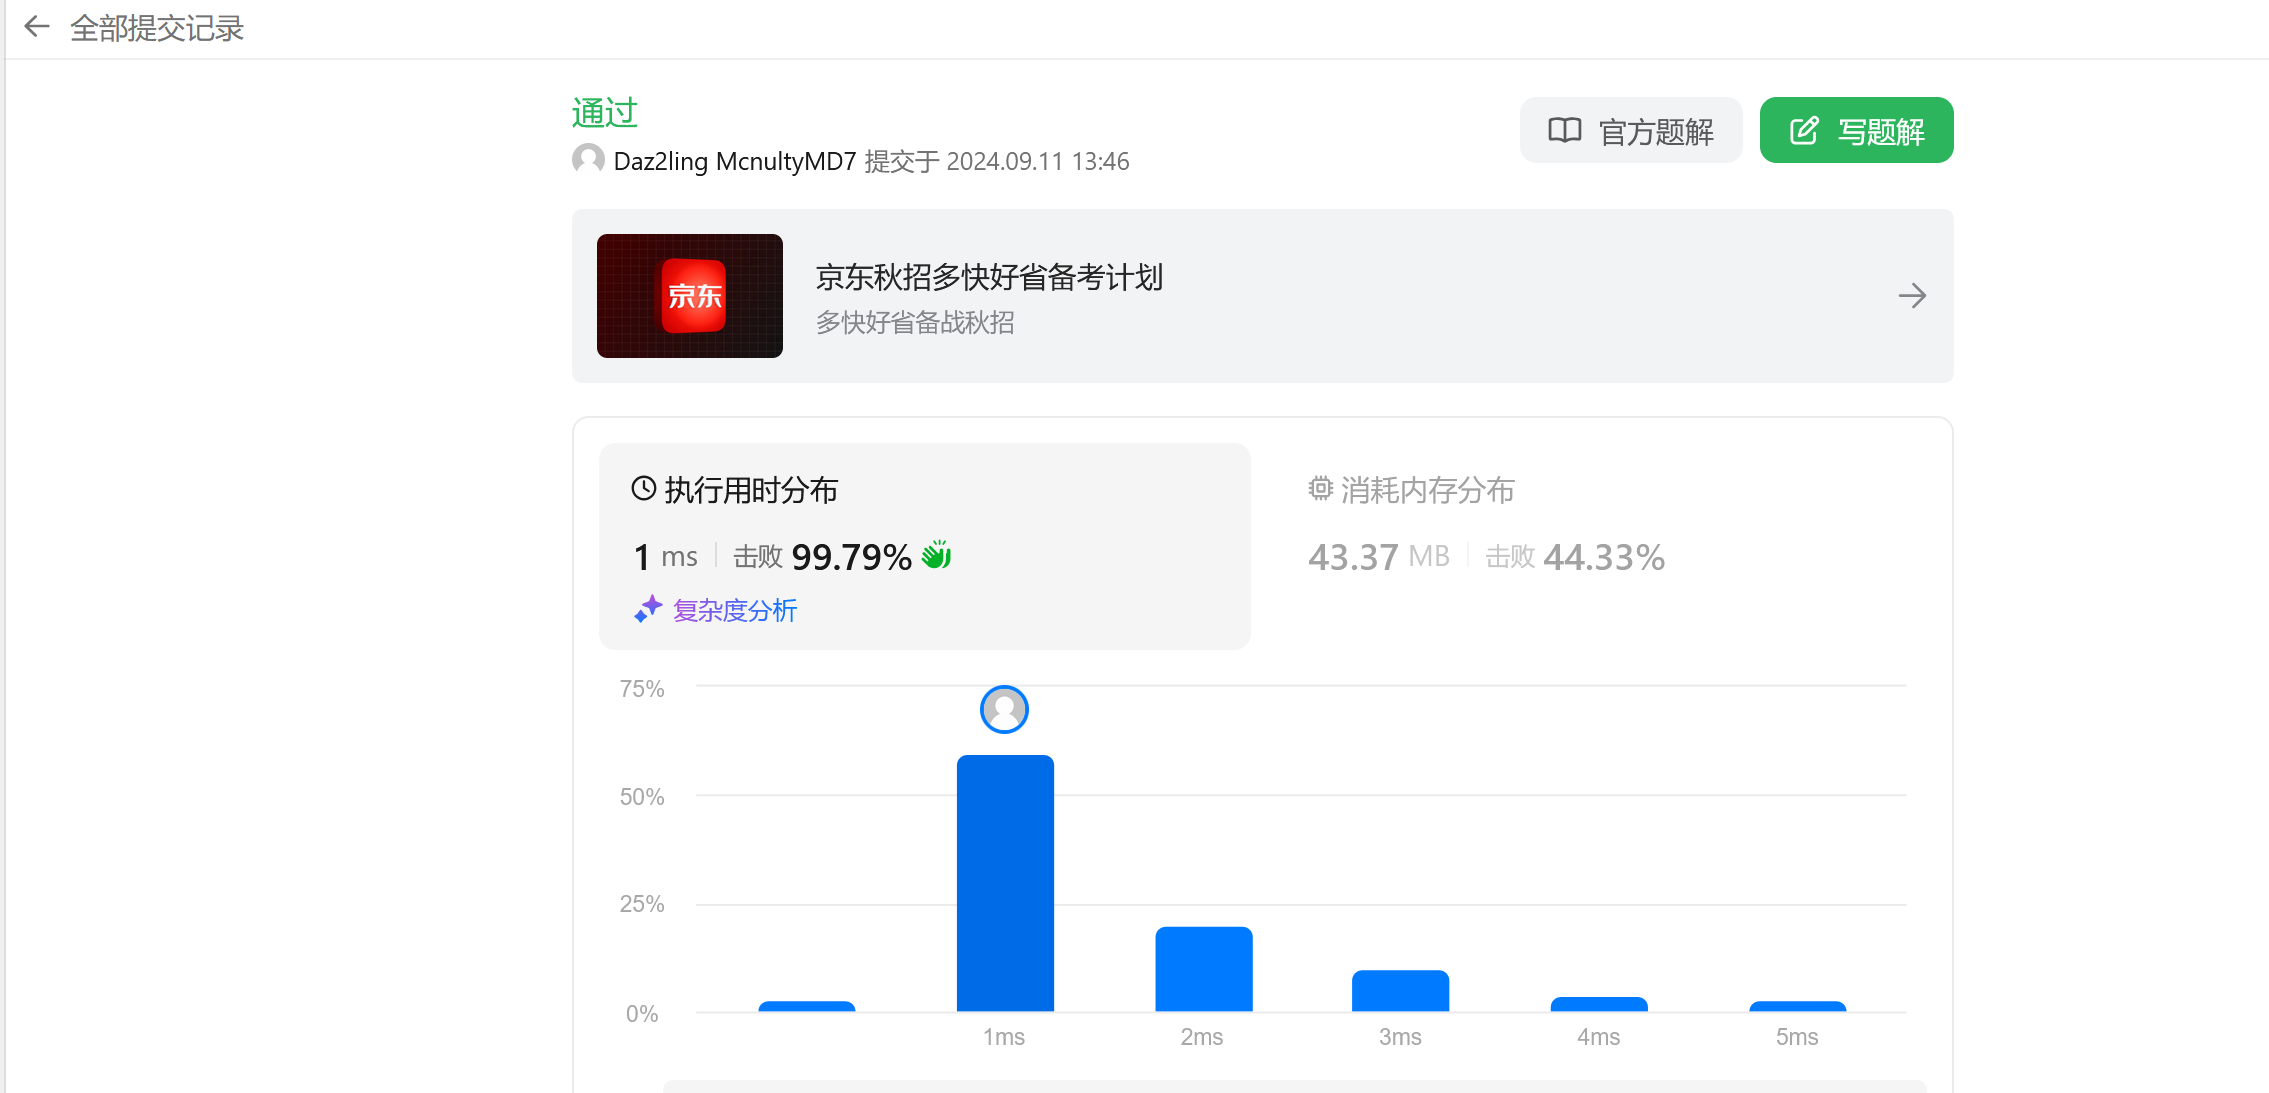 全部提交记录
通过
官方题解
写题解
Daz2ling McnultyMD7 提交于 2024.09.11 13:46
京东
京东秋招多快好省备考计划
多快好省备战秋招
执行用时分布
1 ms 击败 99.79%
复杂度分析
消耗内存分布
43.37 MB 击败 44.33%
75%
50%
25%
0%
1ms 2ms 3ms 4ms 5ms